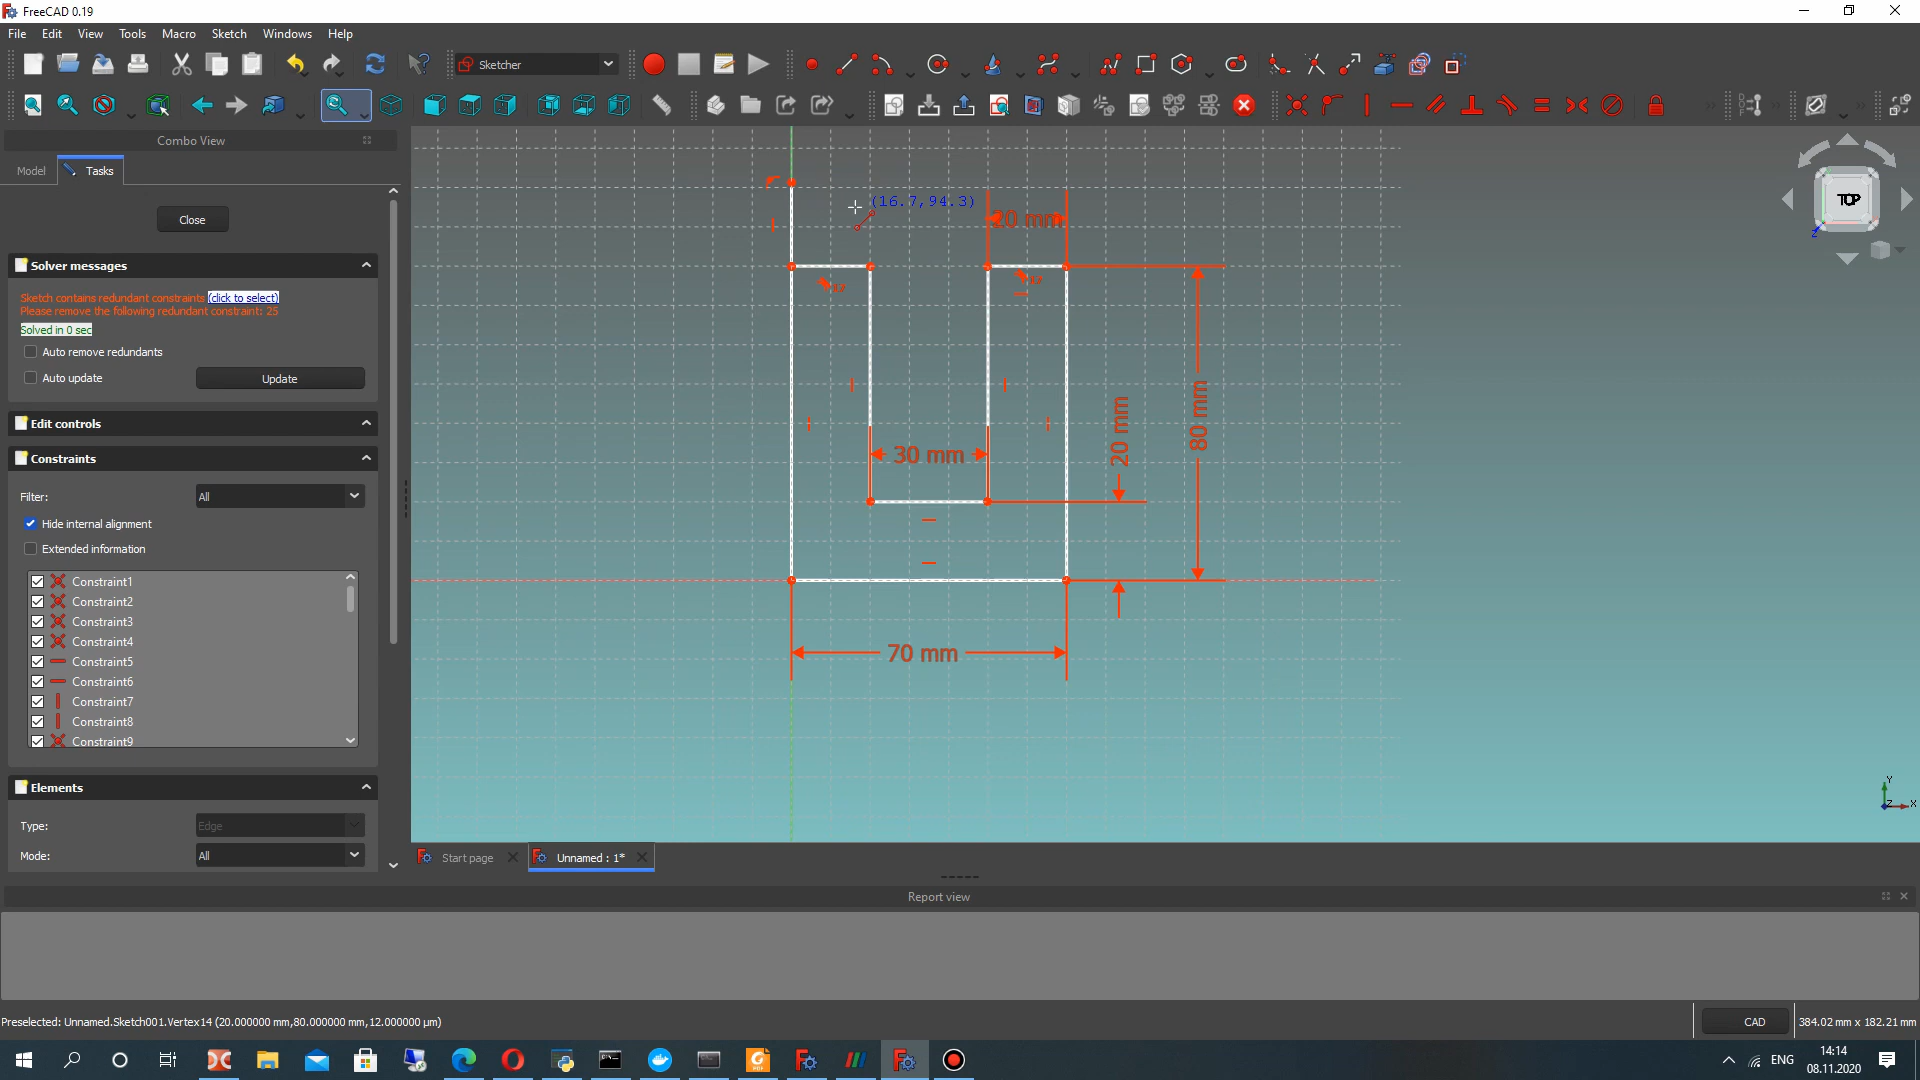 FreeCAD 0.19
File Edit View Tools Macro Sketch Windows Help
Sketcher
Combo View
Model Tasks
Close
Solver messages
Sketch contains redundant constraints (click to select)
Please remove the following redundant constraint: 25
Solved in 0 sec
Auto remove redundants
Auto update Update
Edit controls
Constraints
Filter: All
Hide internal alignment
Extended information
Constraint1
Constraint2
Constraint3
Constraint4
Constraint5
Constraint6
Constraint7
Constraint8
Constraint9
Elements
Type: Edge
Mode: All
(16.7,94.3)
20 mm
30 mm
20 mm
80 mm
70 mm
TOP
Z
Y
Z X
Start page Unnamed : 1*
Report view
Preselected: Unnamed.Sketch001.Vertex14 (20.000000 mm,80.000000 mm,12.000000 µm)
CAD 384.02 mm x 182.21 mm
ENG
14:14
08.11.2020